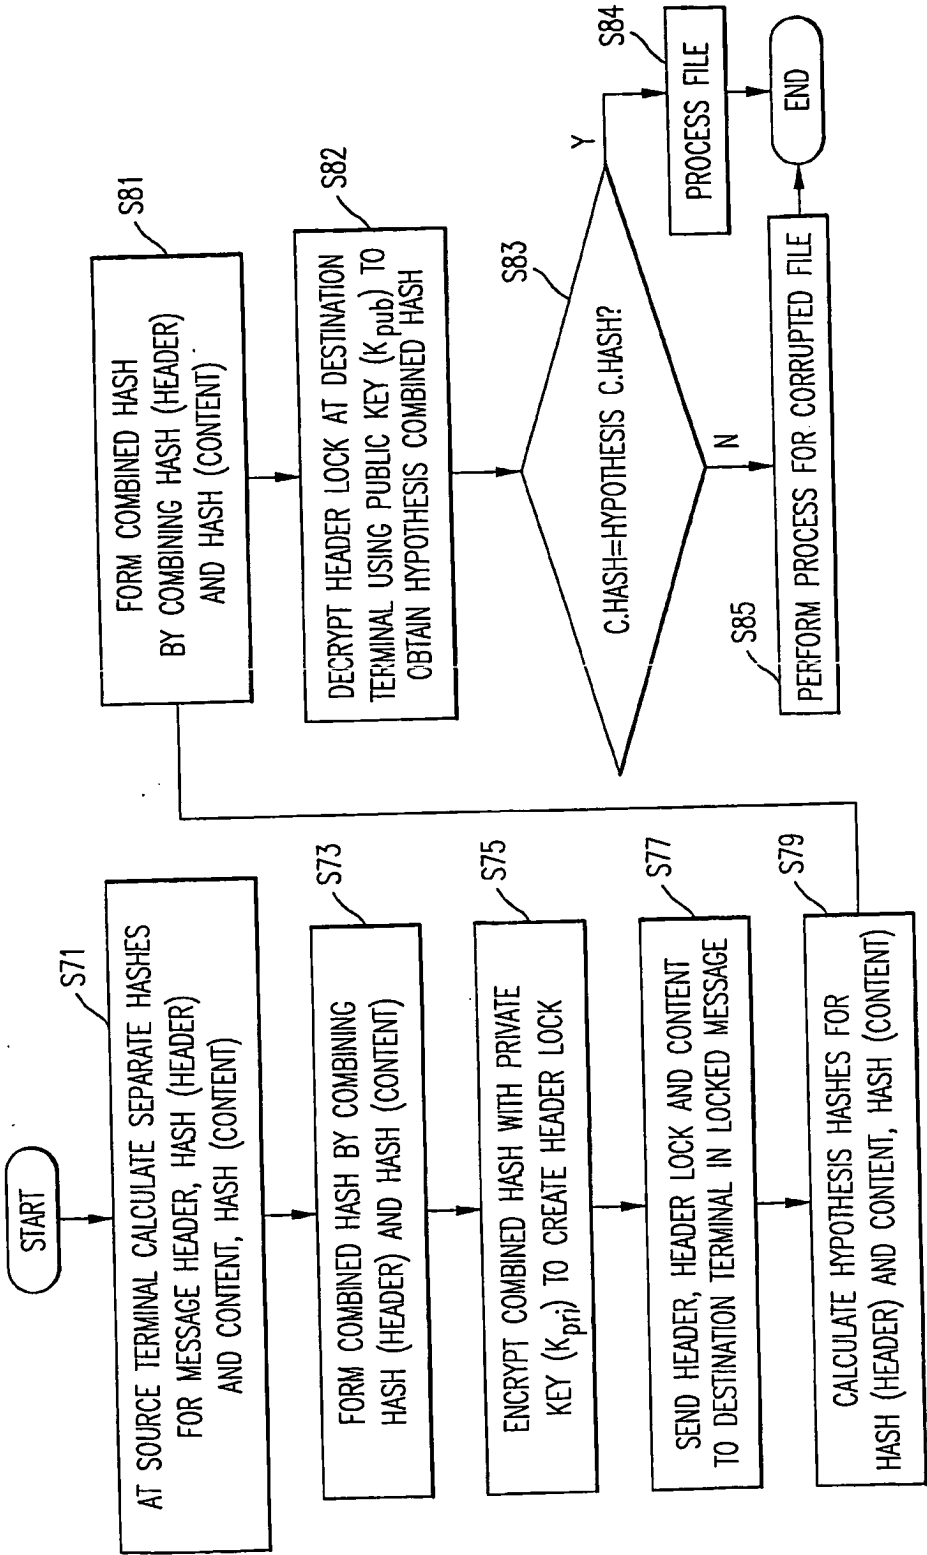 START
S71
AT SOURCE TERMINAL CALCULATE SEPARATE HASHES
FOR MESSAGE HEADER, HASH (HEADER)
AND CONTENT, HASH (CONTENT)
S73
FORM COMBINED HASH BY COMBINING
HASH (HEADER) AND HASH (CONTENT)
S75
ENCRYPT COMBINED HASH WITH PRIVATE
KEY (Kpri) TO CREATE HEADER LOCK
S77
SEND HEADER, HEADER LOCK AND CONTENT
TO DESTINATION TERMINAL IN LOCKED MESSAGE
S79
CALCULATE HYPOTHESIS HASHES FOR
HASH (HEADER) AND CONTENT, HASH (CONTENT)
S81
FORM COMBINED HASH
BY COMBINING HASH (HEADER)
AND HASH (CONTENT)
S82
DECRYPT HEADER LOCK AT DESTINATION
TERMINAL USING PUBLIC KEY (Kpub) TO
OBTAIN HYPOTHESIS COMBINED HASH
S83
C.HASH=HYPOTHESIS C.HASH?
Y
N
S84
PROCESS FILE
S85
PERFORM PROCESS FOR CORRUPTED FILE
END